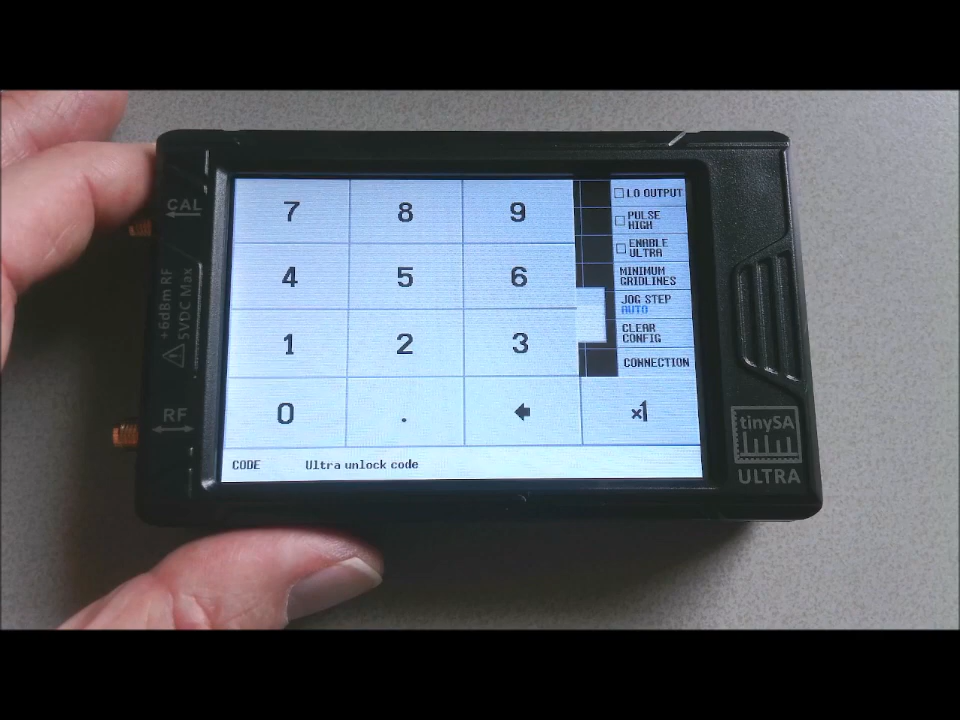 CAL
+6dBm RF
5VDC Max
RF
7 8 9
4 5 6
1 2 3
0 . ×1
CODE Ultra unlock code
LO OUTPUT
PULSE
HIGH
ENABLE
ULTRA
MINIMUM
GRIDLINES
JOG STEP
AUTO
CLEAR
CONFIG
CONNECTION
tinySA
ULTRA